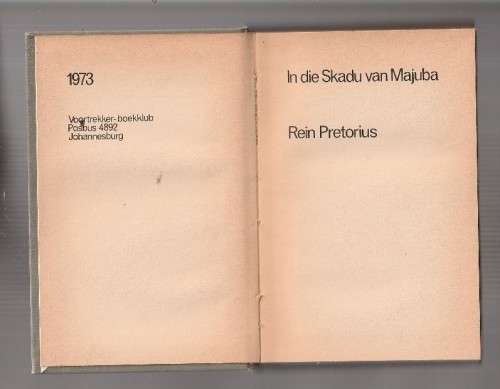 1973
Voortrekker-boekklub
Posbus 4892
Johannesburg
In die Skadu van Majuba
Rein Pretorius